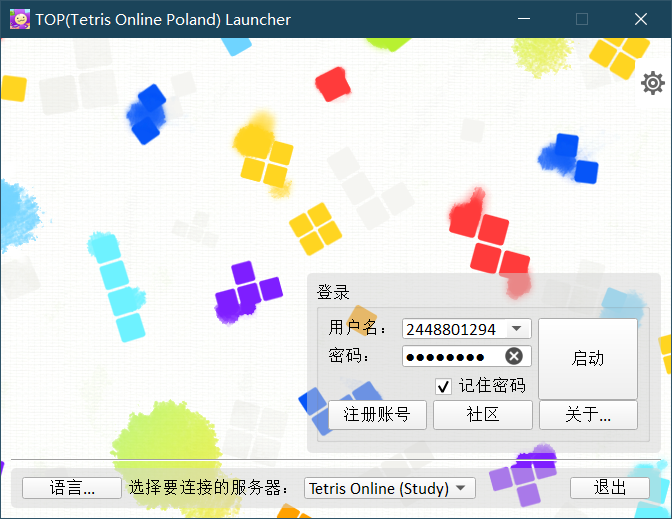 TOP(Tetris Online Poland) Launcher
登录
用户名： 2448801294
密码： ●●●●●●●●
启动
记住密码
注册账号 社区 关于...
语言... 选择要连接的服务器： Tetris Online (Study) 退出